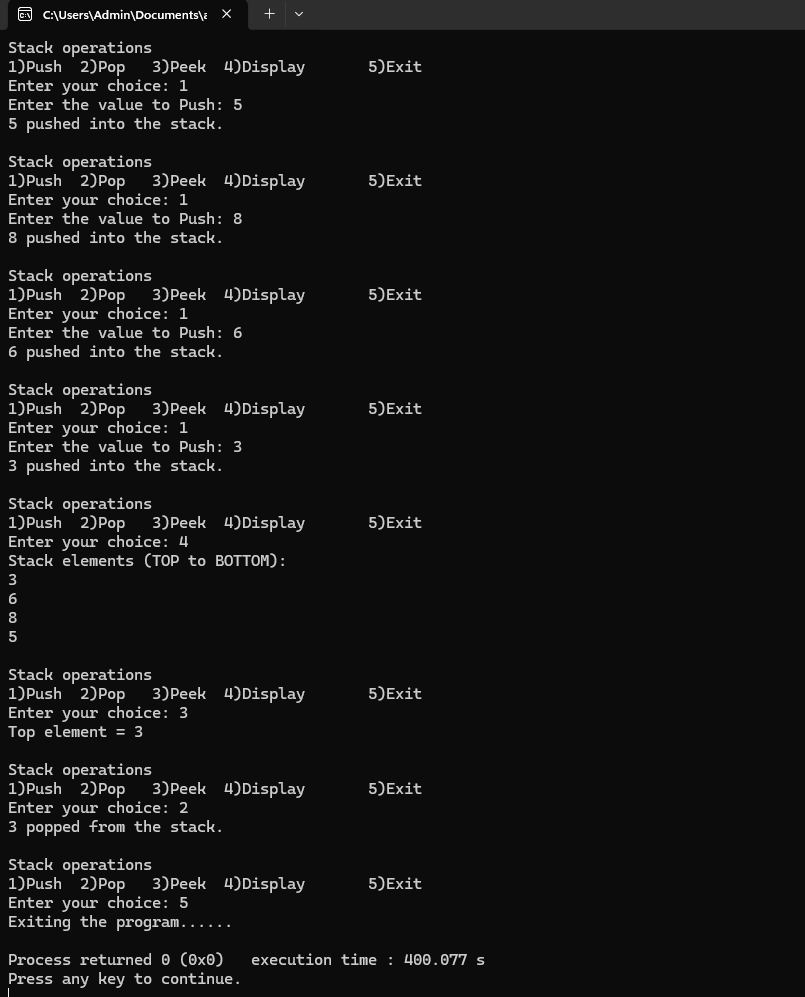 C:\Users\Admin\Documents\a
Stack operations
1)Push  2)Pop   3)Peek  4)Display       5)Exit
Enter your choice: 1
Enter the value to Push: 5
5 pushed into the stack.

Stack operations
1)Push  2)Pop   3)Peek  4)Display       5)Exit
Enter your choice: 1
Enter the value to Push: 8
8 pushed into the stack.

Stack operations
1)Push  2)Pop   3)Peek  4)Display       5)Exit
Enter your choice: 1
Enter the value to Push: 6
6 pushed into the stack.

Stack operations
1)Push  2)Pop   3)Peek  4)Display       5)Exit
Enter your choice: 1
Enter the value to Push: 3
3 pushed into the stack.

Stack operations
1)Push  2)Pop   3)Peek  4)Display       5)Exit
Enter your choice: 4
Stack elements (TOP to BOTTOM):
3
6
8
5

Stack operations
1)Push  2)Pop   3)Peek  4)Display       5)Exit
Enter your choice: 3
Top element = 3

Stack operations
1)Push  2)Pop   3)Peek  4)Display       5)Exit
Enter your choice: 2
3 popped from the stack.

Stack operations
1)Push  2)Pop   3)Peek  4)Display       5)Exit
Enter your choice: 5
Exiting the program......

Process returned 0 (0x0)   execution time : 400.077 s
Press any key to continue.